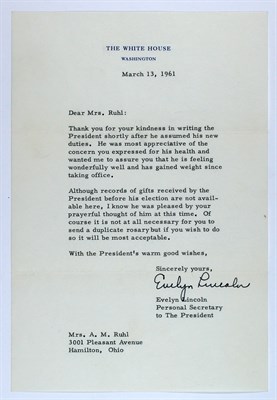 THE WHITE HOUSE
WASHINGTON
March 13, 1961
Dear Mrs. Ruhl:
Thank you for your kindness in writing the
President shortly after he assumed his new
duties. He was most appreciative of the
concern you expressed for his health and
wanted me to assure you that he is feeling
wonderfully well and has gained weight since
taking office.
Although records of gifts received by the
President before his election are not avail-
able here, I know he was pleased by your
prayerful thought of him at this time. Of
course it is not at all necessary for you to
send a duplicate rosary but if you wish to do
so it will be most acceptable.
With the President's warm good wishes,
Sincerely yours,
Evelyn Lincoln
Evelyn Lincoln
Personal Secretary
to The President
Mrs. A. M. Ruhl
3001 Pleasant Avenue
Hamilton, Ohio